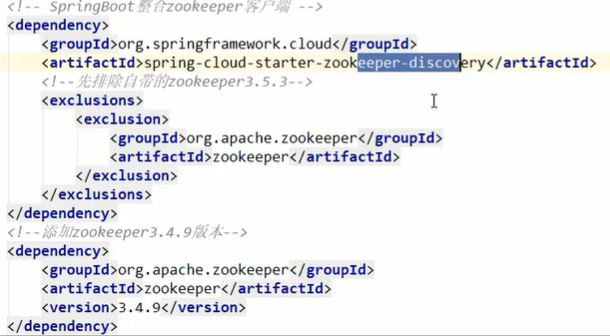 <!-- SpringBoot整合zookeeper客户端 -->
<dependency>
<groupId>org.springframework.cloud</groupId>
<artifactId>spring-cloud-starter-zookeeper-discovery</artifactId>
<!--先排除自带的zookeeper3.5.3-->
<exclusions>
<exclusion>
<groupId>org.apache.zookeeper</groupId>
<artifactId>zookeeper</artifactId>
</exclusion>
</exclusions>
</dependency>
<!--添加zookeeper3.4.9版本-->
<dependency>
<groupId>org.apache.zookeeper</groupId>
<artifactId>zookeeper</artifactId>
<version>3.4.9</version>
</dependency>